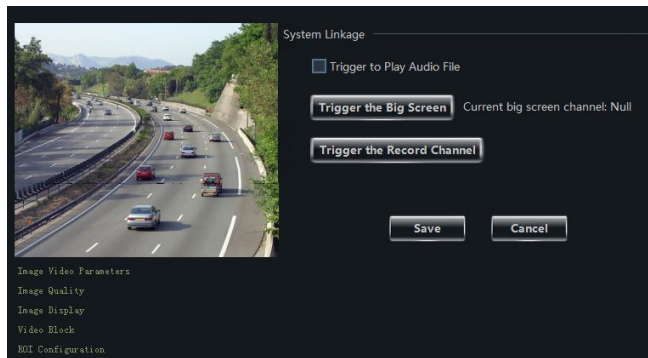 System Linkage
Trigger to Play Audio File
Trigger the Big Screen Current big screen channel: Null
Trigger the Record Channel
Save Cancel
Image Video Parameters
Image Quality
Image Display
Video Block
ROI Configuration